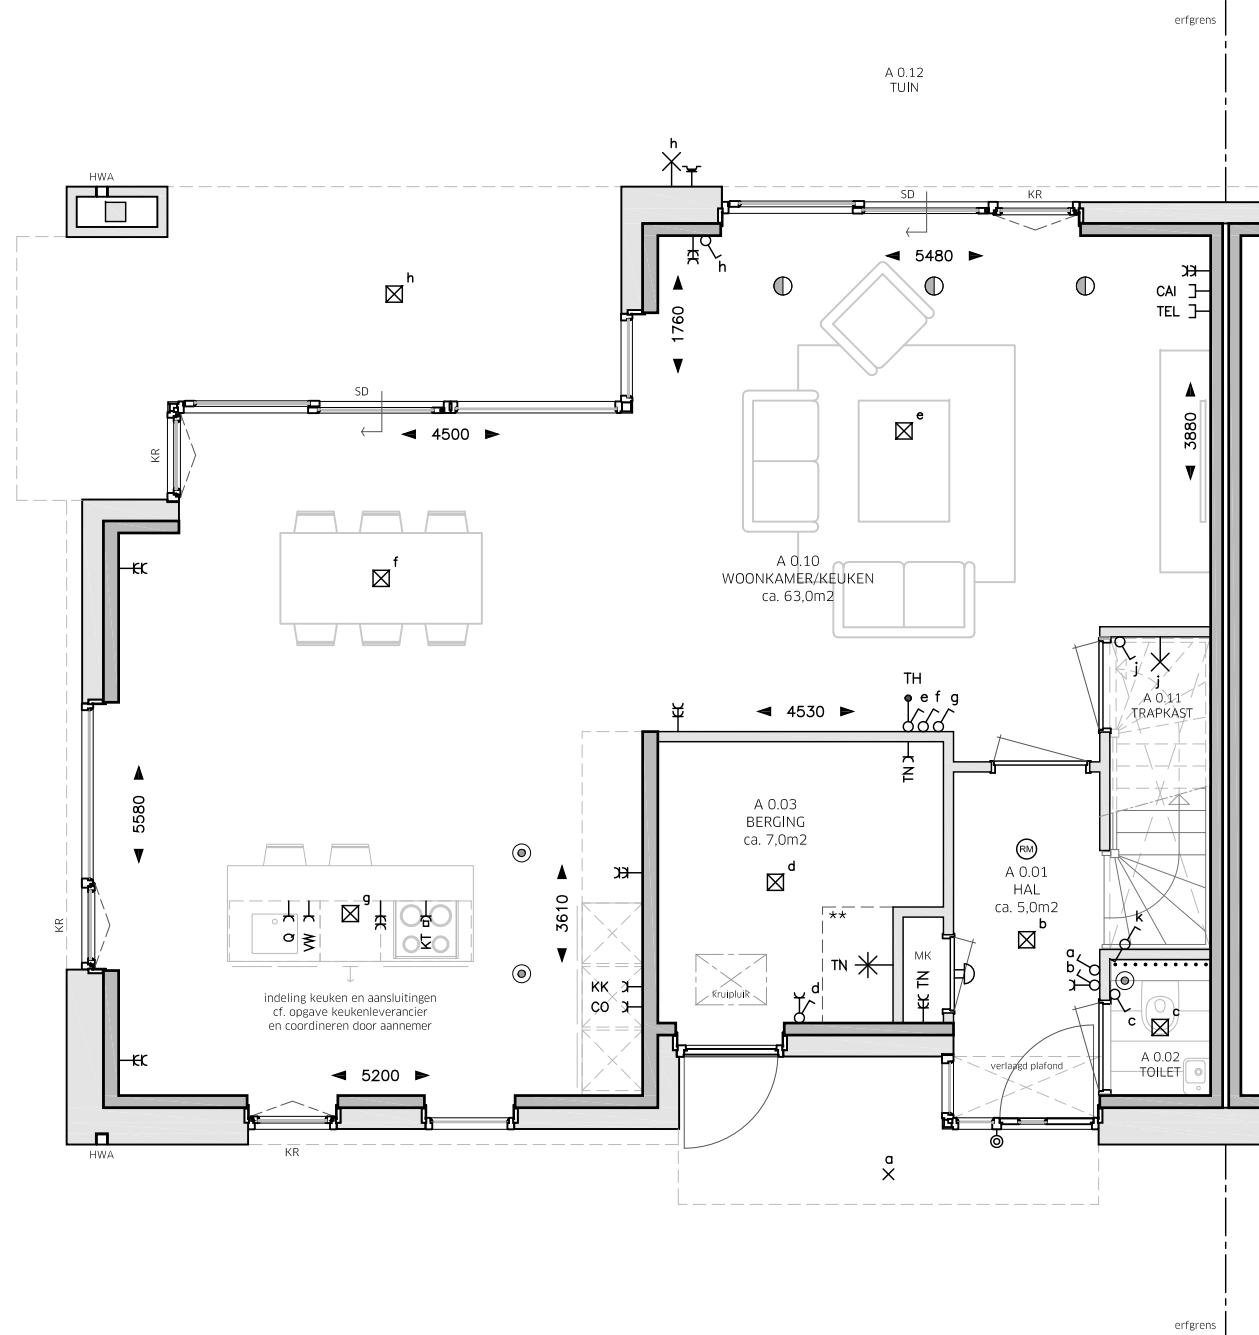 erfgrens
A 0.12
TUIN
h
HWA
SD
KR
h
h
5480
CAI
TEL
1760
SD
4500
KR
e
3880
f
A 0.10
WOONKAMER/KEUKEN
ca. 63,0m2
j
j
A 0.11
TRAPKAST
TH
e f g
4530
TN
5580
A 0.03
BERGING
ca. 7,0m2
d
RM
A 0.01
HAL
ca. 5,0m2
b
3610
g
Q
VW
KT
KR
**
k
a
b
MK
TN
TN
kruipluik
d
KK
CO
indeling keuken en aansluitingen
cf. opgave keukenleverancier
en coordineren door aannemer
c
c
A 0.02
TOILET
verlaagd plafond
5200
HWA
KR
a
erfgrens